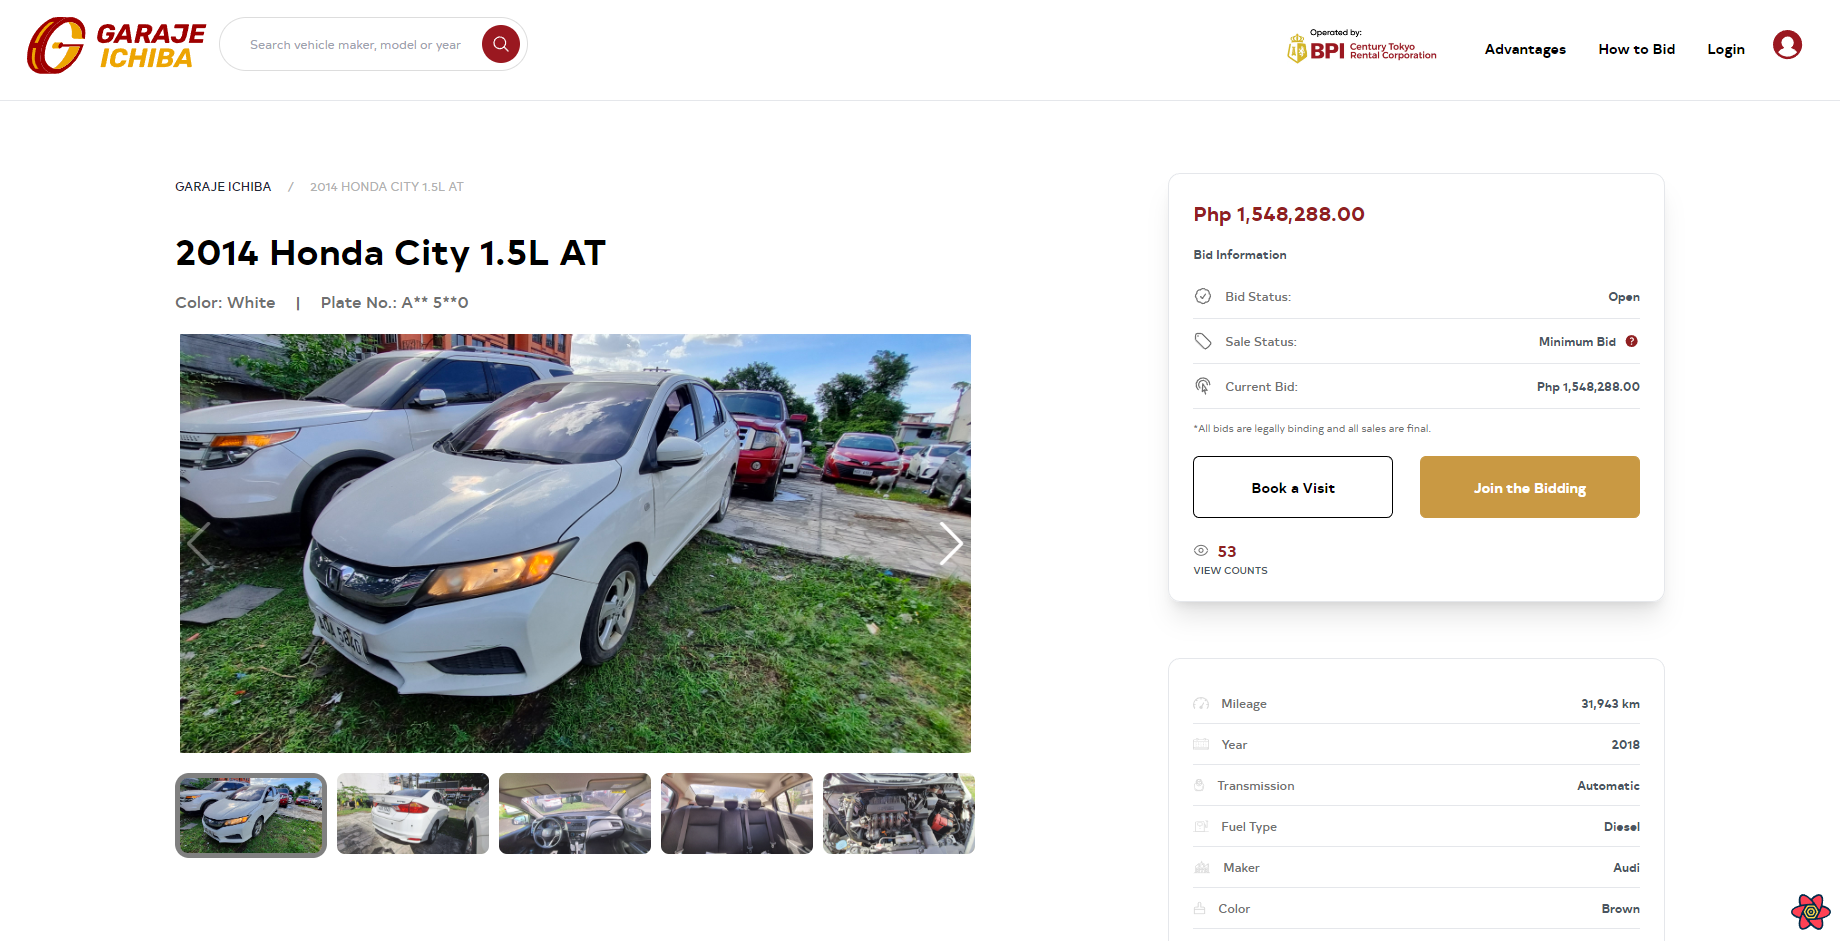 GARAJE
ICHIBA
Search vehicle maker, model or year
Operated by:
BPI Century Tokyo
Rental Corporation
Advantages
How to Bid
Login
GARAJE ICHIBA / 2014 HONDA CITY 1.5L AT
2014 Honda City 1.5L AT
Color: White | Plate No.: A** 5**0
Php 1,548,288.00
Bid Information
Bid Status: Open
Sale Status: Minimum Bid ?
Current Bid: Php 1,548,288.00
*All bids are legally binding and all sales are final.
Book a Visit
Join the Bidding
53
VIEW COUNTS
Mileage 31,943 km
Year 2018
Transmission Automatic
Fuel Type Diesel
Maker Audi
Color Brown